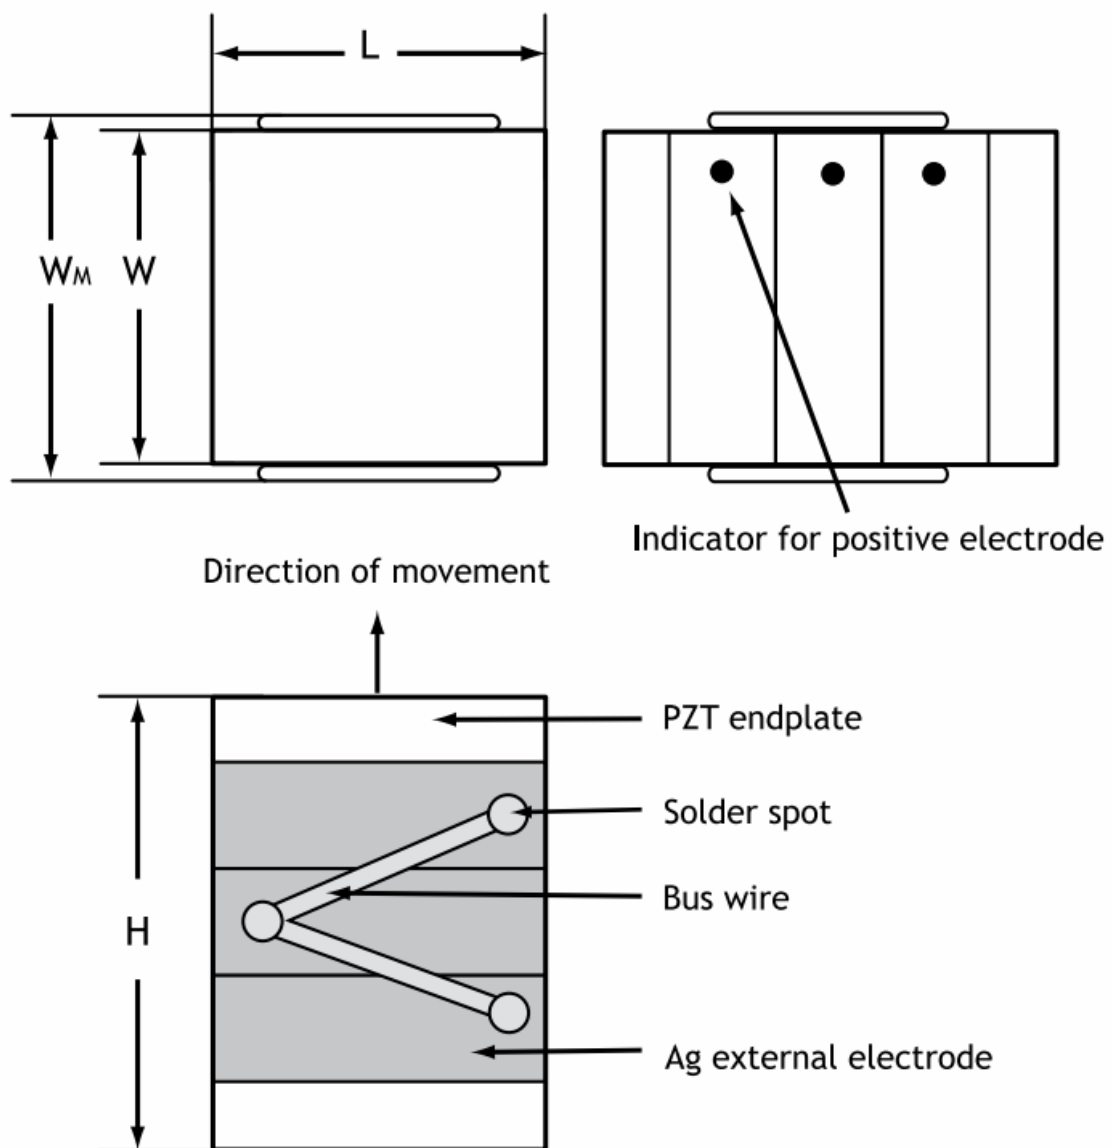 L
WM
W
Indicator for positive electrode
Direction of movement
PZT endplate
Solder spot
Bus wire
H
Ag external electrode